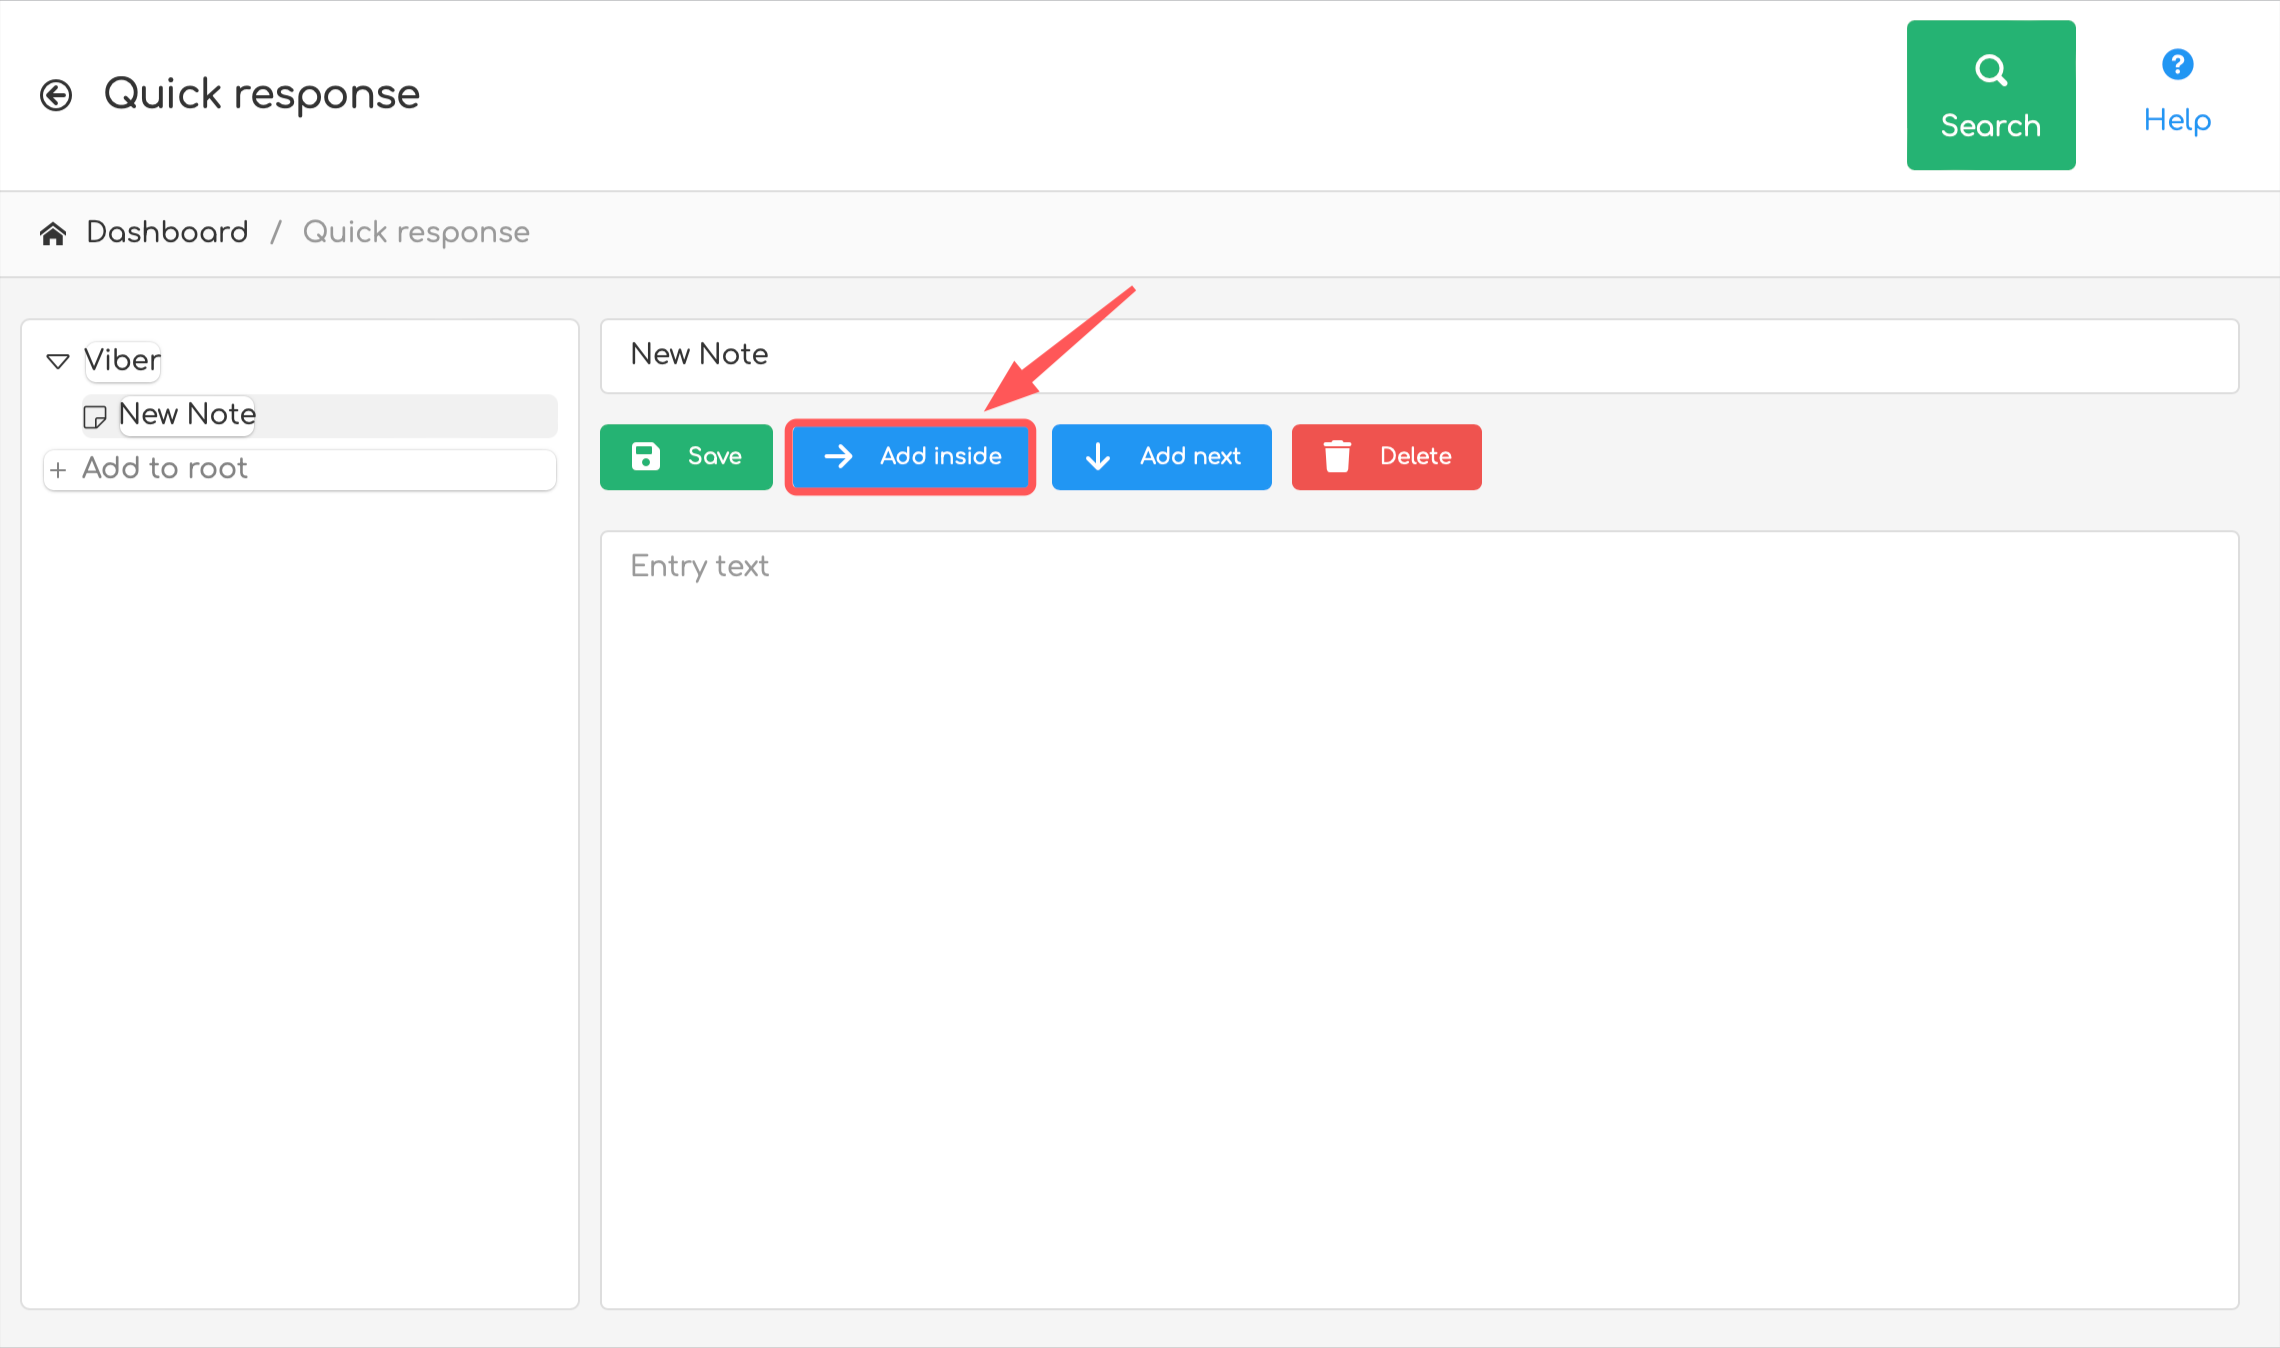 Quick response
Search
Help
Dashboard / Quick response
Viber
New Note
+ Add to root
New Note
Save
Add inside
Add next
Delete
Entry text